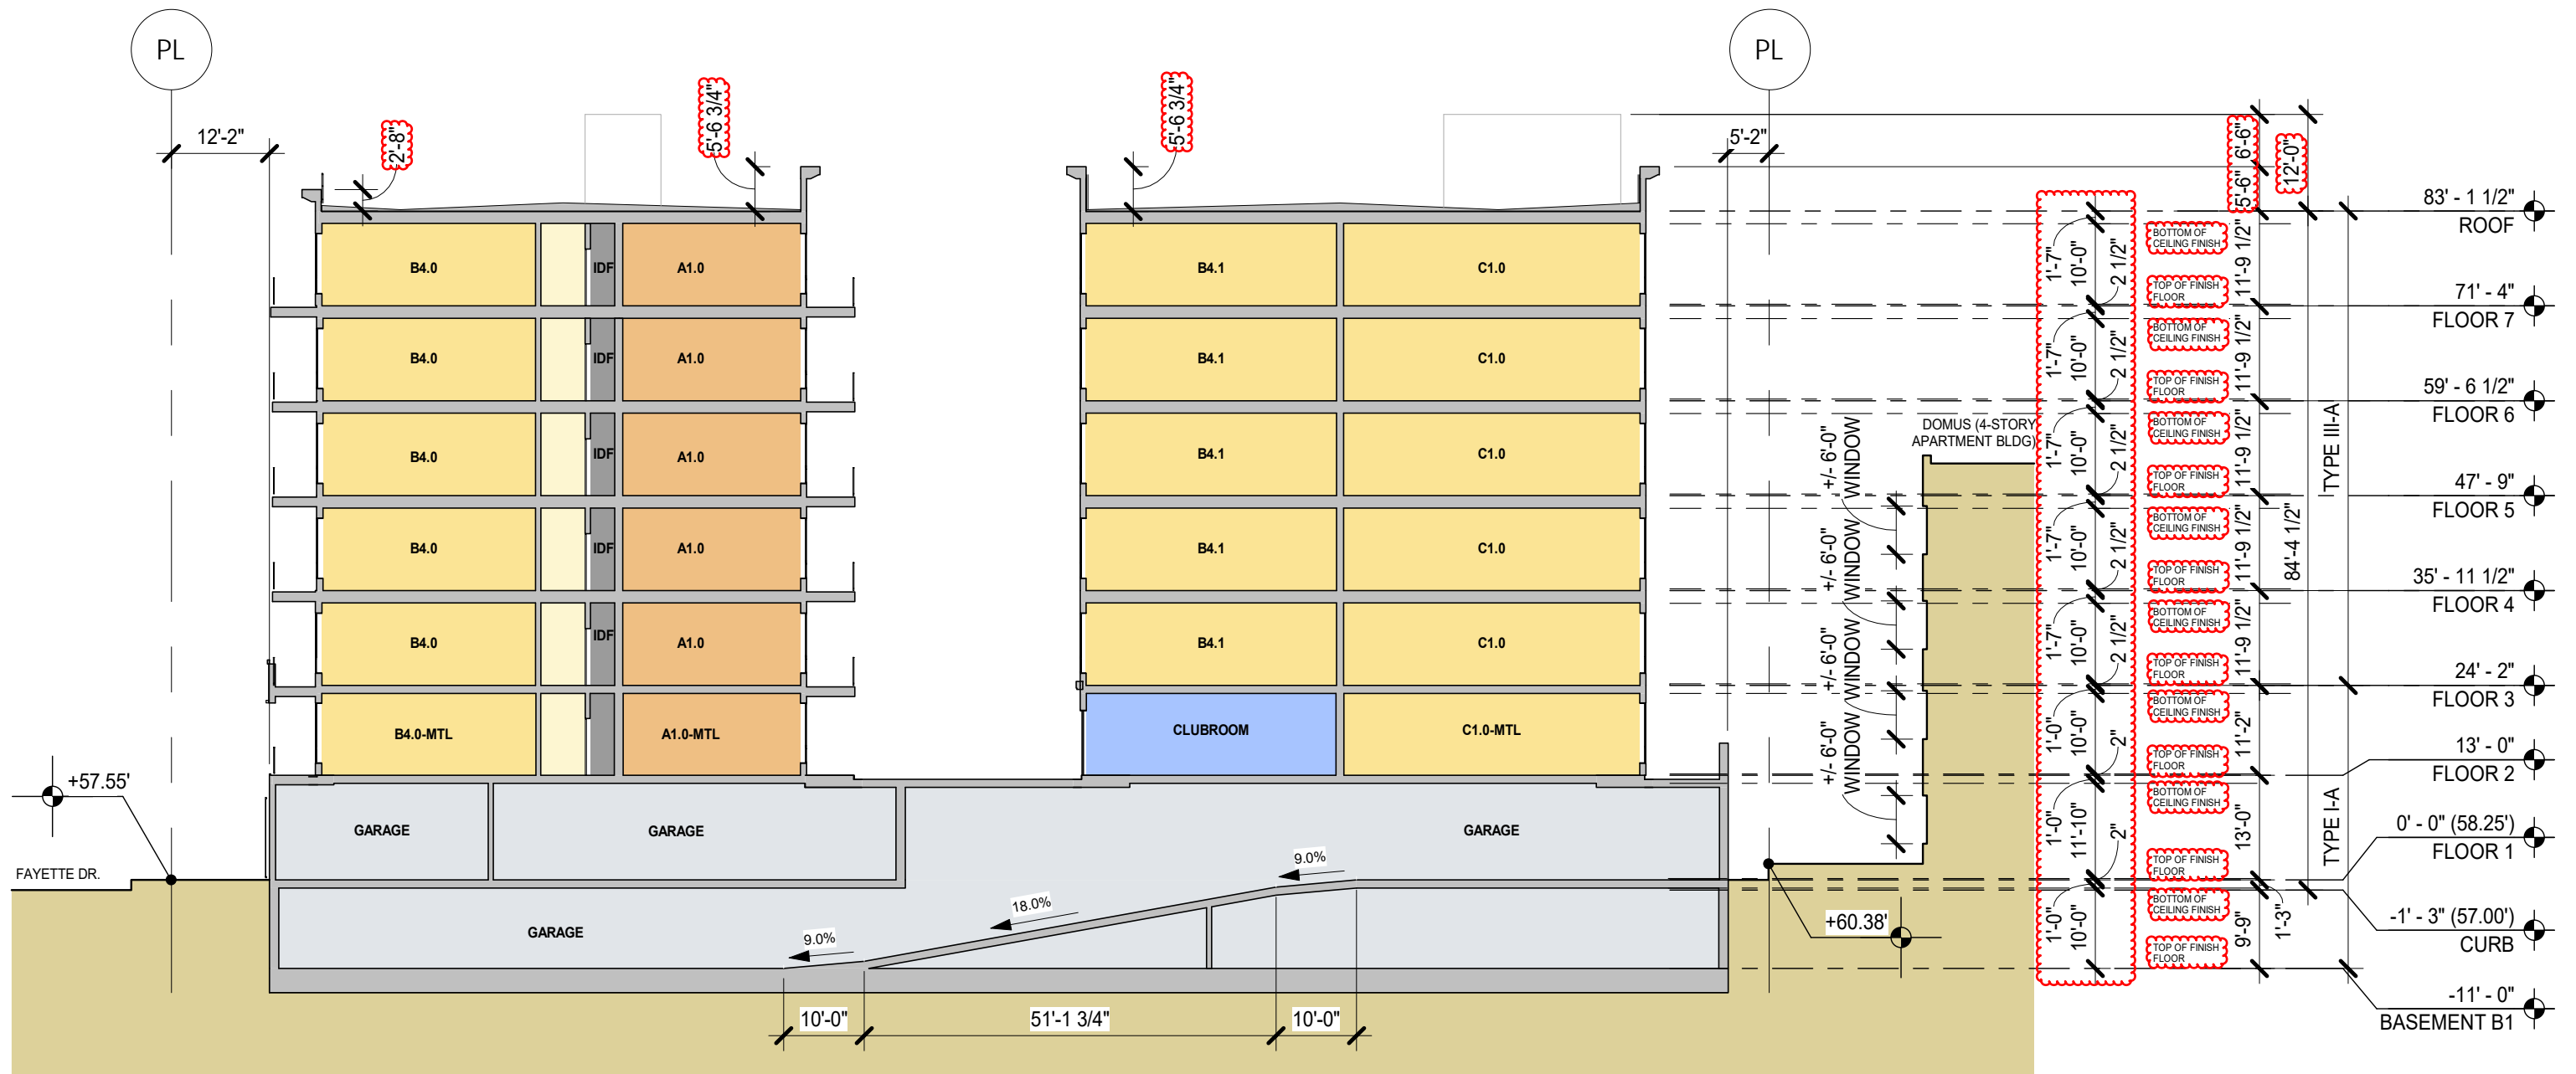 PL
PL
12'-2"
2'-8"
5'-6 3/4"
5'-6 3/4"
5'-2"
6'-6"
5'-6"
12'-0"
83' - 1 1/2"
ROOF
B4.0
IDF
A1.0
B4.1
C1.0
1'-7"
10'-0"
2 1/2"
BOTTOM OF
CEILING FINISH
TOP OF FINISH
FLOOR
11'-9 1/2"
71' - 4"
FLOOR 7
B4.0
IDF
A1.0
B4.1
C1.0
1'-7"
10'-0"
2 1/2"
BOTTOM OF
CEILING FINISH
TOP OF FINISH
FLOOR
11'-9 1/2"
59' - 6 1/2"
FLOOR 6
B4.0
IDF
A1.0
B4.1
C1.0
+/- 6'-0"
WINDOW
DOMUS (4-STORY
APARTMENT BLDG)
1'-7"
10'-0"
2 1/2"
BOTTOM OF
CEILING FINISH
TOP OF FINISH
FLOOR
11'-9 1/2"
TYPE III-A
47' - 9"
FLOOR 5
B4.0
IDF
A1.0
B4.1
C1.0
+/- 6'-0"
WINDOW
1'-7"
10'-0"
2 1/2"
BOTTOM OF
CEILING FINISH
TOP OF FINISH
FLOOR
11'-9 1/2"
84'-4 1/2"
35' - 11 1/2"
FLOOR 4
B4.0
IDF
A1.0
B4.1
C1.0
+/- 6'-0"
WINDOW
1'-7"
10'-0"
2 1/2"
BOTTOM OF
CEILING FINISH
TOP OF FINISH
FLOOR
11'-9 1/2"
24' - 2"
FLOOR 3
B4.0-MTL
A1.0-MTL
CLUBROOM
C1.0-MTL
+/- 6'-0"
WINDOW
1'-0"
10'-0"
2"
BOTTOM OF
CEILING FINISH
TOP OF FINISH
FLOOR
11'-2"
13' - 0"
FLOOR 2
+57.55'
GARAGE
GARAGE
GARAGE
1'-0"
11'-10"
2"
BOTTOM OF
CEILING FINISH
TOP OF FINISH
FLOOR
13'-0"
TYPE I-A
0' - 0" (58.25')
FLOOR 1
FAYETTE DR.
9.0%
18.0%
9.0%
GARAGE
+60.38'
1'-0"
10'-0"
BOTTOM OF
CEILING FINISH
TOP OF FINISH
FLOOR
9'-9"
1'-3"
-1' - 3" (57.00')
CURB
10'-0"
51'-1 3/4"
10'-0"
-11' - 0"
BASEMENT B1